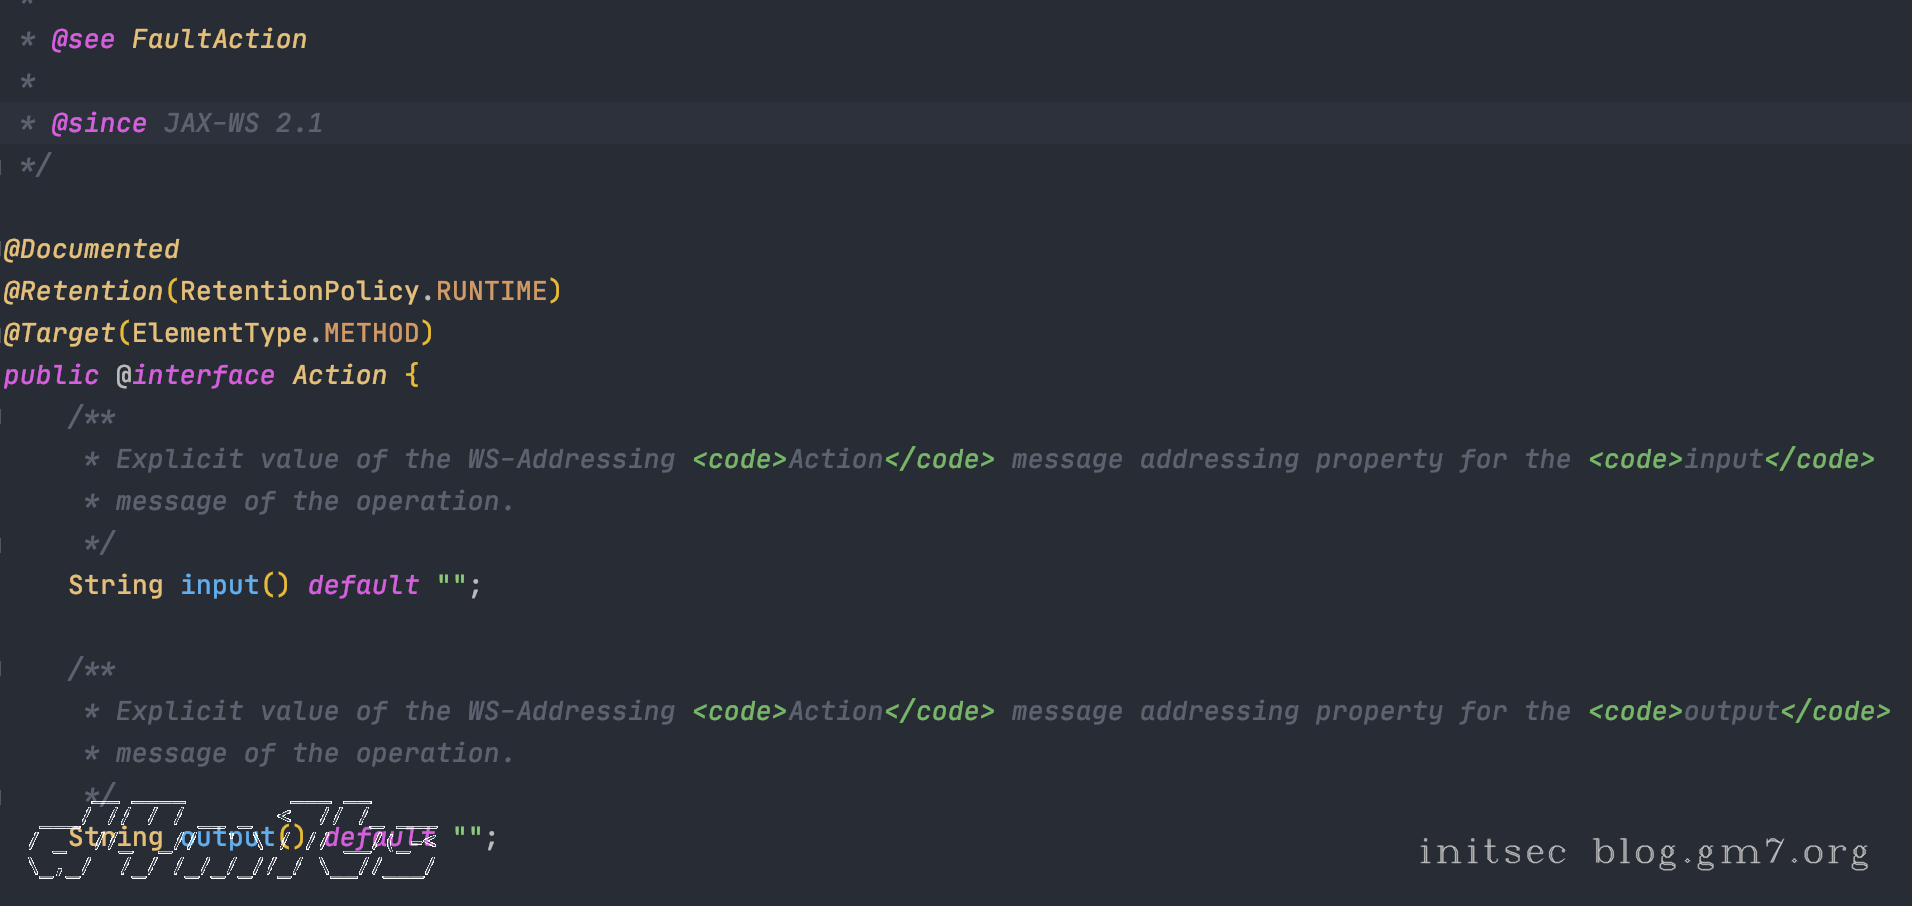 *
* @see FaultAction
*
* @since JAX-WS 2.1
*/
@Documented
@Retention(RetentionPolicy.RUNTIME)
@Target(ElementType.METHOD)
public @interface Action {
/**
* Explicit value of the WS-Addressing <code>Action</code> message addressing property for the <code>input</code>
* message of the operation.
*/
String input() default "";
/**
* Explicit value of the WS-Addressing <code>Action</code> message addressing property for the <code>output</code>
* message of the operation.
*/
String output() default "";
initsec blog.gm7.org